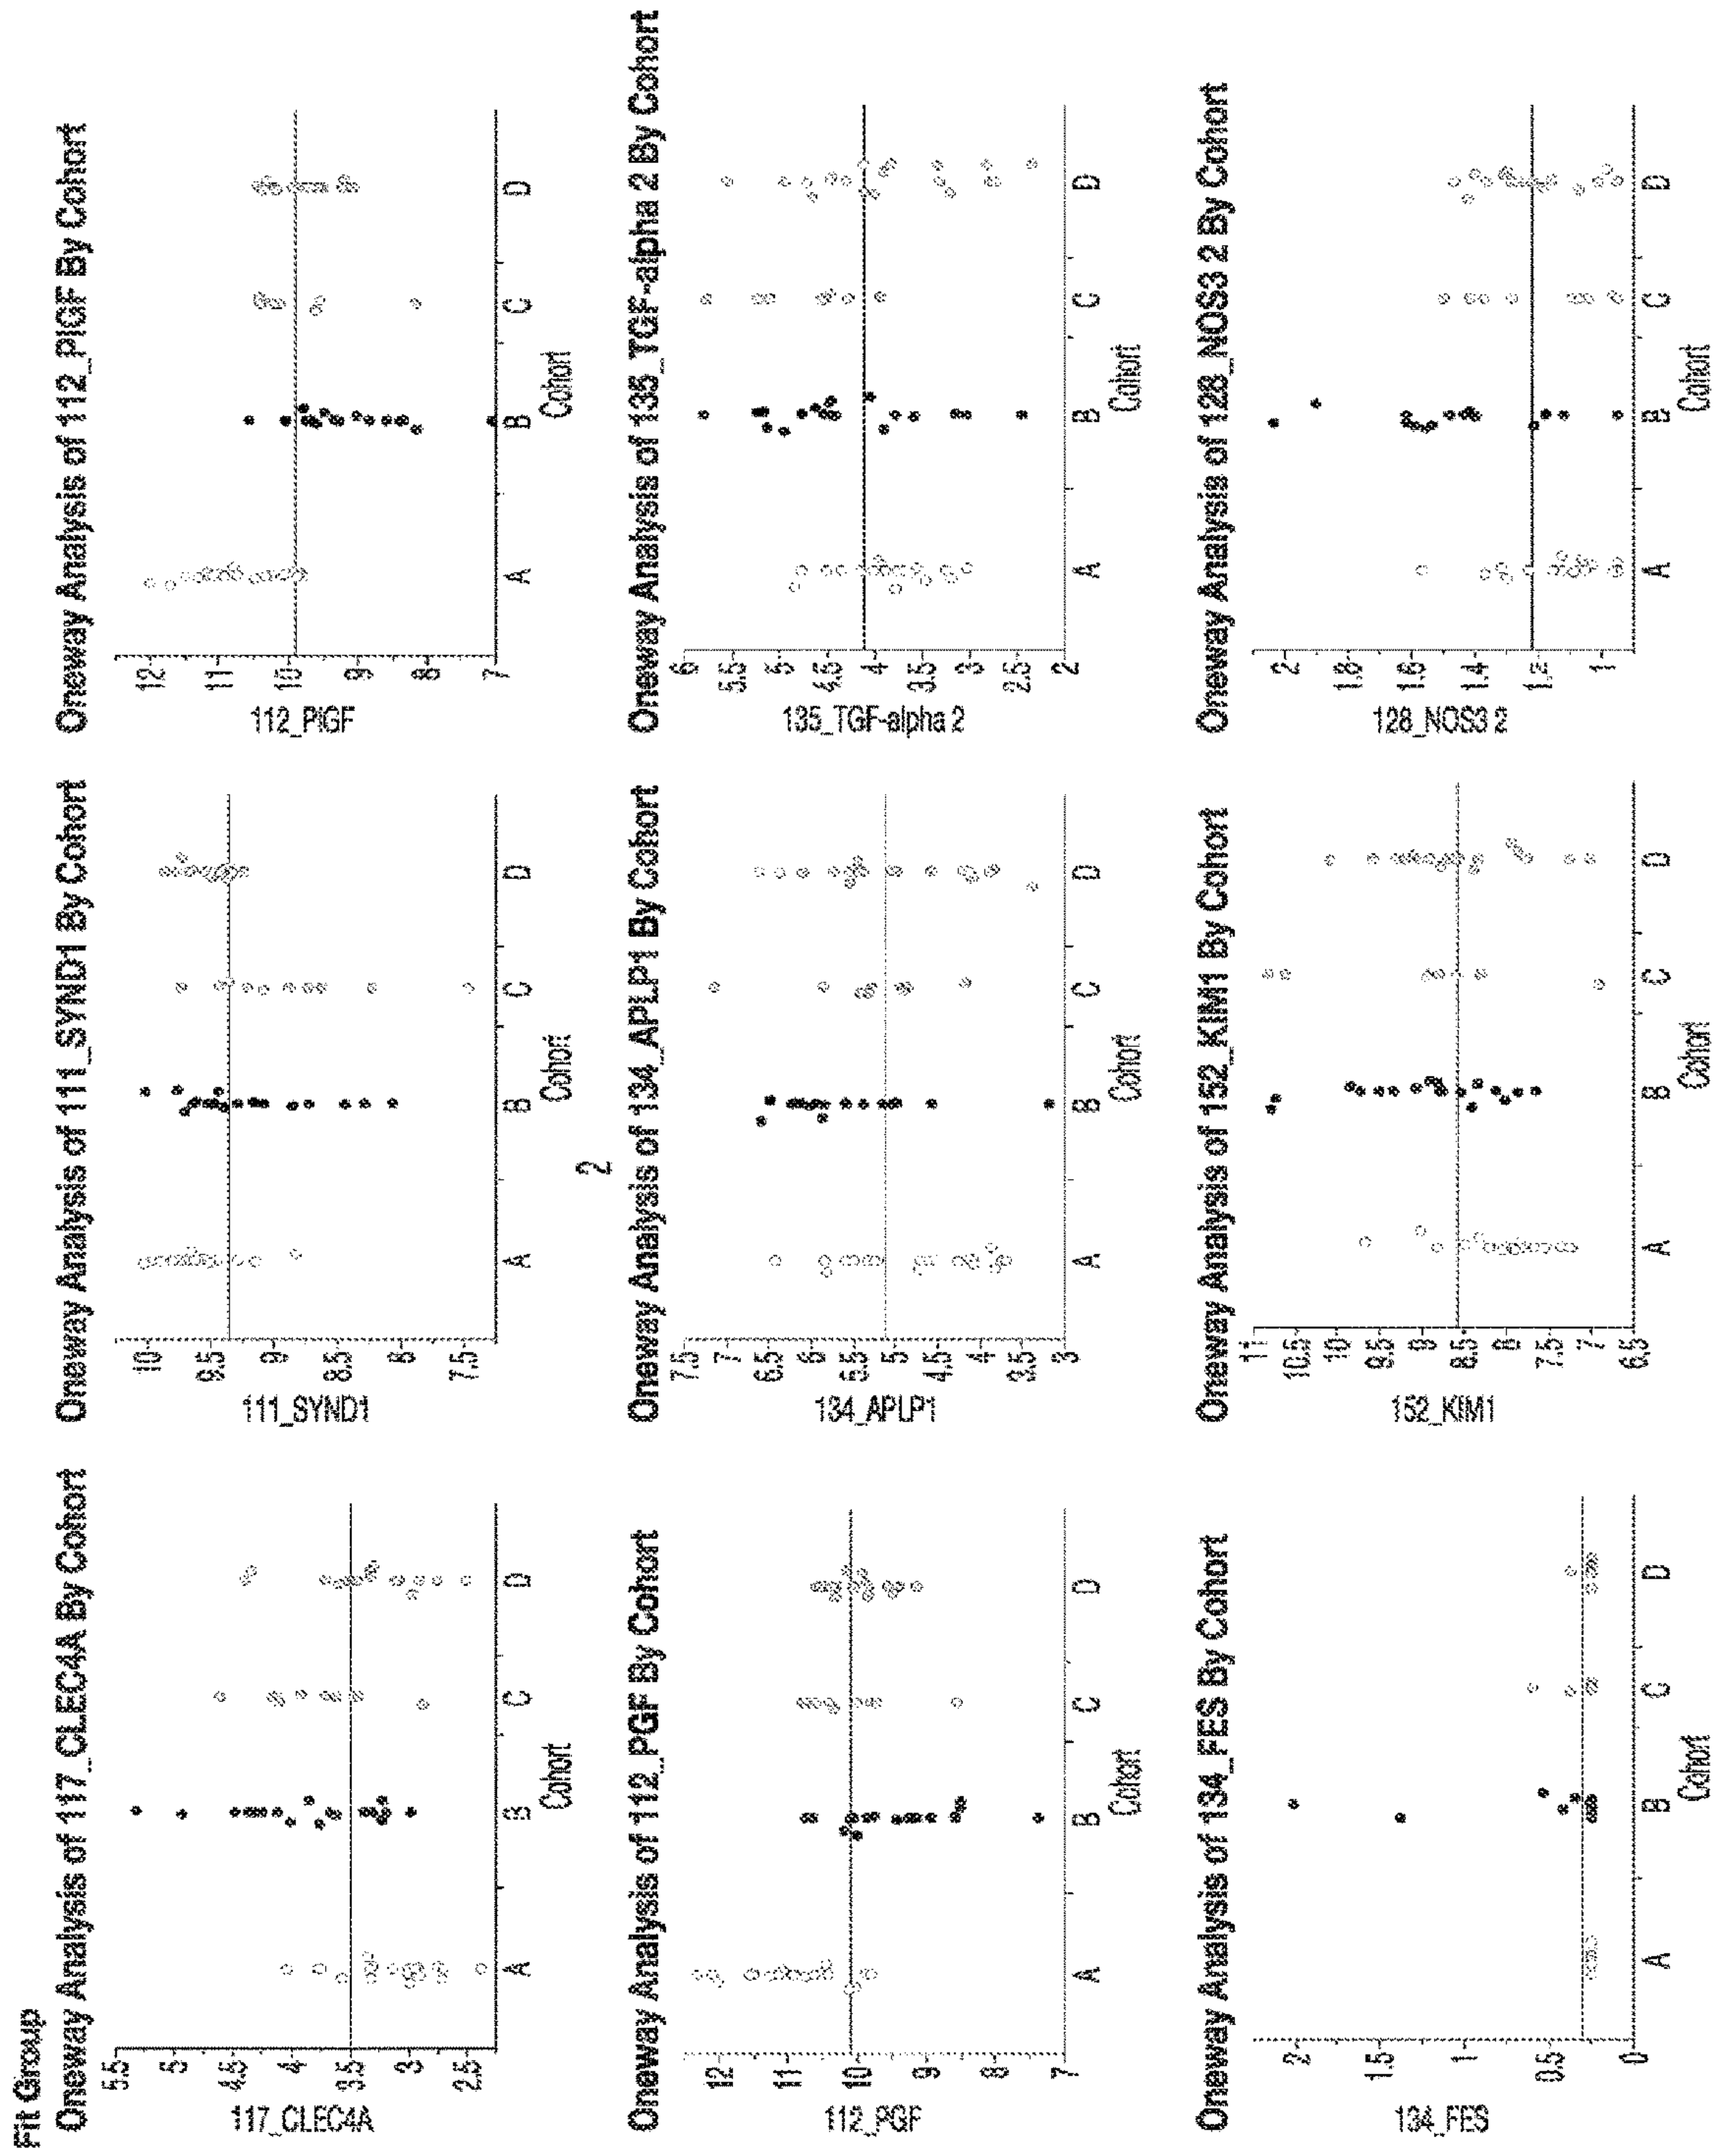 Fit Group
Oneway Analysis of 117_CLEC4A By Cohort
117_CLEC4A
5.5
5
4.5
4
3.5
3
2.5
A
B
C
D
Cohort
Oneway Analysis of 111_SYND1 By Cohort
111_SYND1
10
9.5
9
8.5
8
7.5
A
B
C
D
Cohort
2
Oneway Analysis of 112_PIGF By Cohort
112_PIGF
12
11
10
9
8
7
A
B
C
D
Cohort
Oneway Analysis of 112_PGF By Cohort
112_PGF
12
11
10
9
8
7
A
B
C
D
Cohort
Oneway Analysis of 134_APLP1 By Cohort
134_APLP1
7.5
7
6.5
6
5.5
5
4.5
4
3.5
3
A
B
C
D
Cohort
Oneway Analysis of 135_TGF-alpha 2 By Cohort
135_TGF-alpha 2
6
5.5
5
4.5
4
3.5
3
2.5
2
A
B
C
D
Cohort
Oneway Analysis of 134_FES By Cohort
134_FES
2
1.5
1
0.5
0
A
B
C
D
Cohort
Oneway Analysis of 152_KIM1 By Cohort
152_KIM1
11
10.5
10
9.5
9
8.5
8
7.5
7
6.5
A
B
C
D
Cohort
Oneway Analysis of 128_NOS3 2 By Cohort
128_NOS3 2
2
1.8
1.6
1.4
1.2
1
A
B
C
D
Cohort